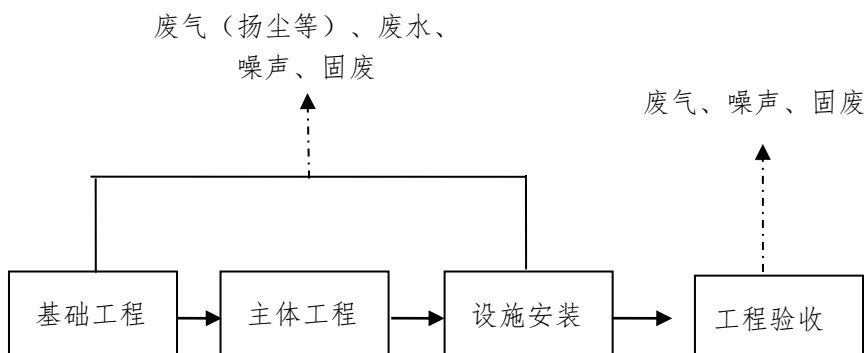 废气（扬尘等）、废水、
噪声、固废
废气、噪声、固废
基础工程
主体工程
设施安装
工程验收